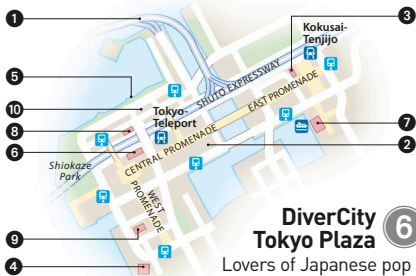 1
3
Kokusai-
Tenjijo
5
10
SHUTO EXPRESSWAY
EAST PROMENADE
8
Tokyo-
Teleport
7
6
CENTRAL PROMENADE
2
Shiokaze
Park
WEST
PROMENADE
9
4
DiverCity
Tokyo Plaza
6
Lovers of Japanese pop